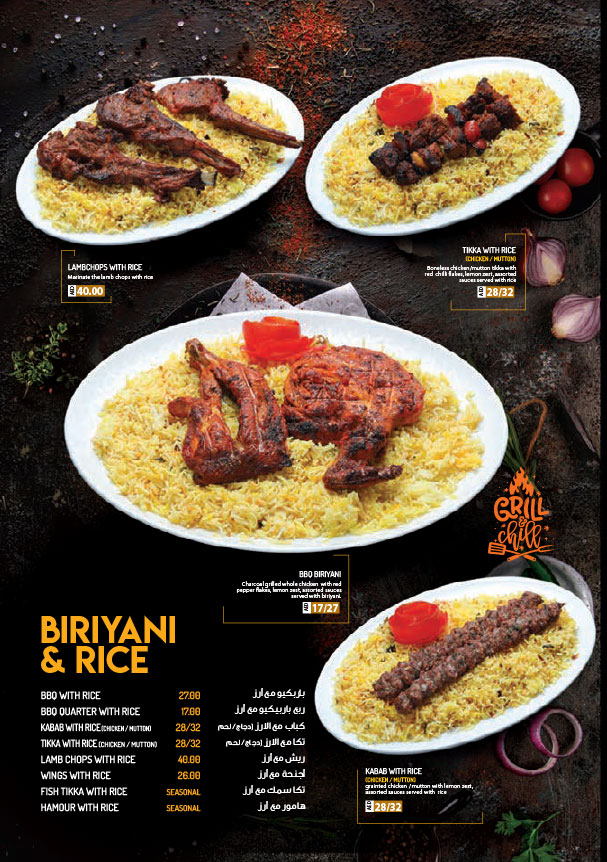 LAMBCHOPS WITH RICE
Marinate the lamb chops with rice
AED 40.00
TIKKA WITH RICE
(CHICKEN / MUTTON)
Boneless chicken/mutton tikka with
red chilli flakes, lemon zest, assorted
sauces served with rice
AED 28/32
GRILL
&
chill
BBQ BIRIYANI
Charcoal grilled whole chicken with red
pepper flakes, lemon zest, assorted sauces
served with biriyani.
AED 17/27
BIRIYANI
& RICE
BBQ WITH RICE 27.00 باربكيو مع أرز
BBQ QUARTER WITH RICE 17.00 ربع باربيكيو مع أرز
KABAB WITH RICE (CHICKEN / MUTTON) 28/32 كباب مع الارز (دجاج/لحم
TIKKA WITH RICE (CHICKEN / MUTTON) 28/32 تكا مع الارز (دجاج/لحم
LAMB CHOPS WITH RICE 40.00 ريش مع أرز
WINGS WITH RICE 26.00 أجنحة مع أرز
FISH TIKKA WITH RICE SEASONAL تكا سمك مع أرز
HAMOUR WITH RICE SEASONAL هامور مع أرز
KABAB WITH RICE
(CHICKEN / MUTTON)
grainted chicken / mutton with lemon zest,
assorted sauces served with rice
AED 28/32